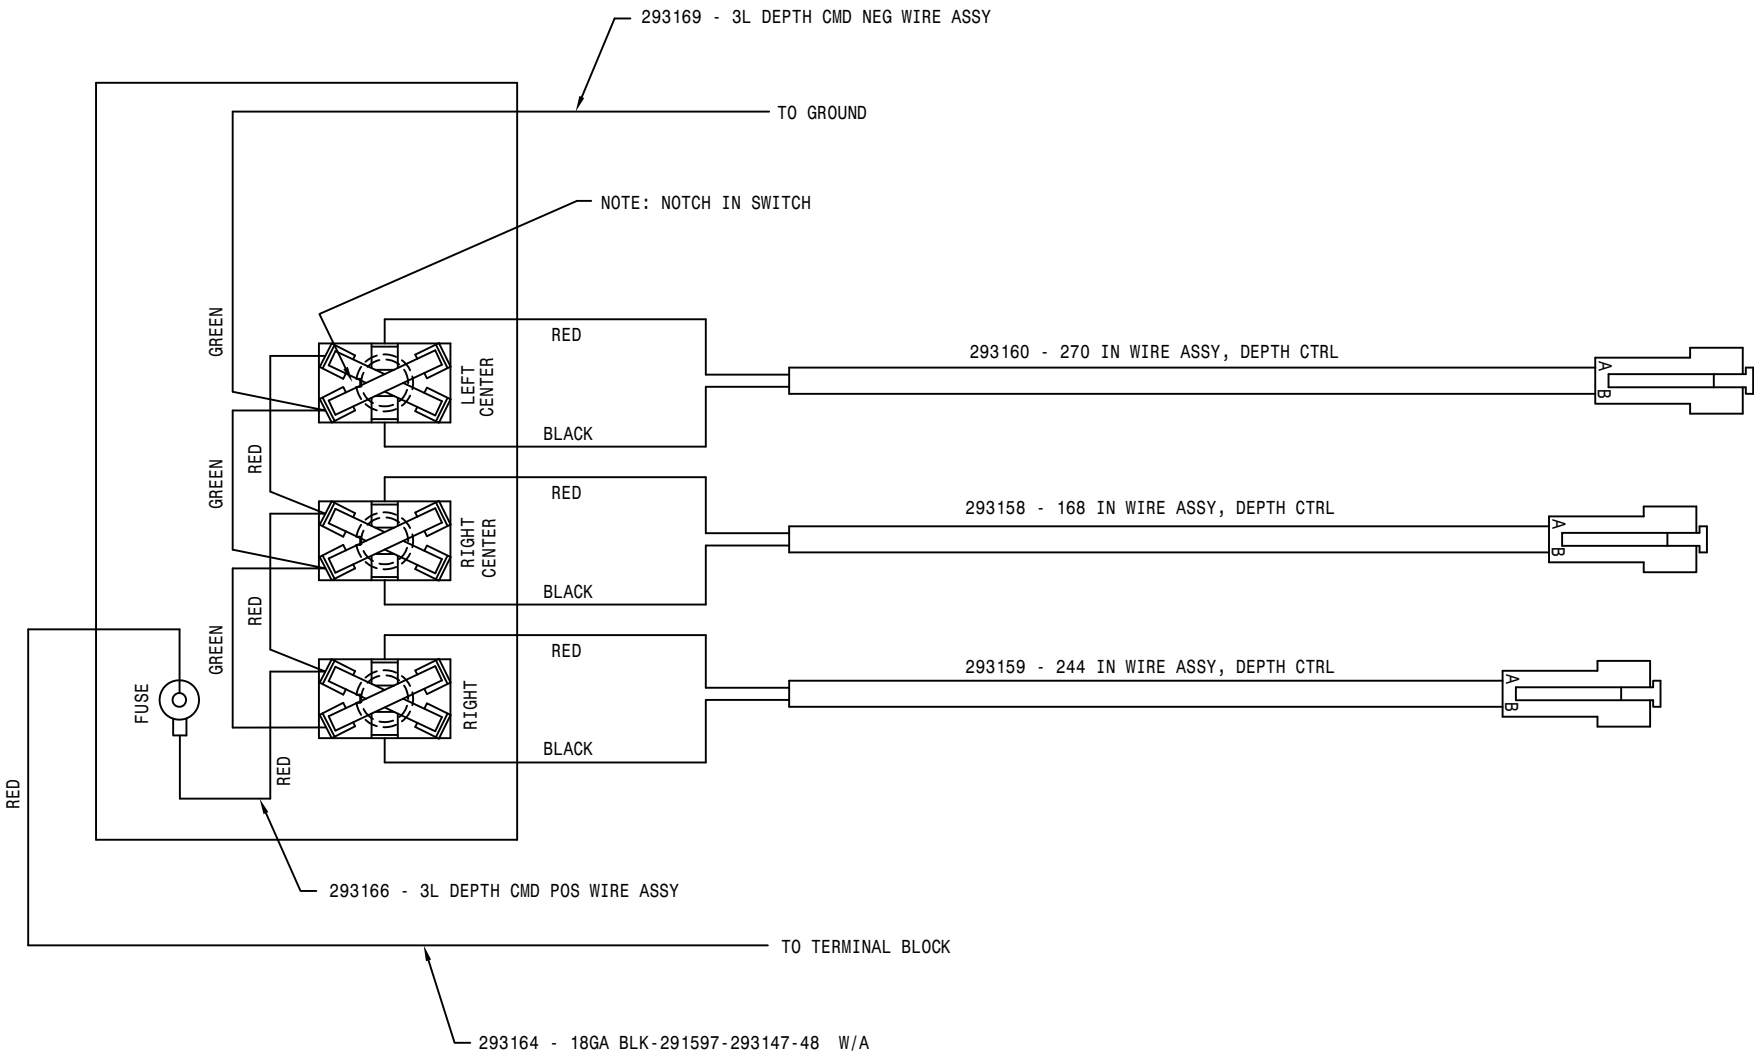 293169 - 3L DEPTH CMD NEG WIRE ASSY
TO GROUND
NOTE: NOTCH IN SWITCH
GREEN
RED
LEFT
CENTER
293160 - 270 IN WIRE ASSY, DEPTH CTRL
A
B
BLACK
RED
GREEN
RED
RIGHT
CENTER
293158 - 168 IN WIRE ASSY, DEPTH CTRL
A
B
BLACK
RED
GREEN
RED
RIGHT
293159 - 244 IN WIRE ASSY, DEPTH CTRL
A
B
BLACK
FUSE
RED
RED
293166 - 3L DEPTH CMD POS WIRE ASSY
TO TERMINAL BLOCK
293164 - 18GA BLK-291597-293147-48 W/A